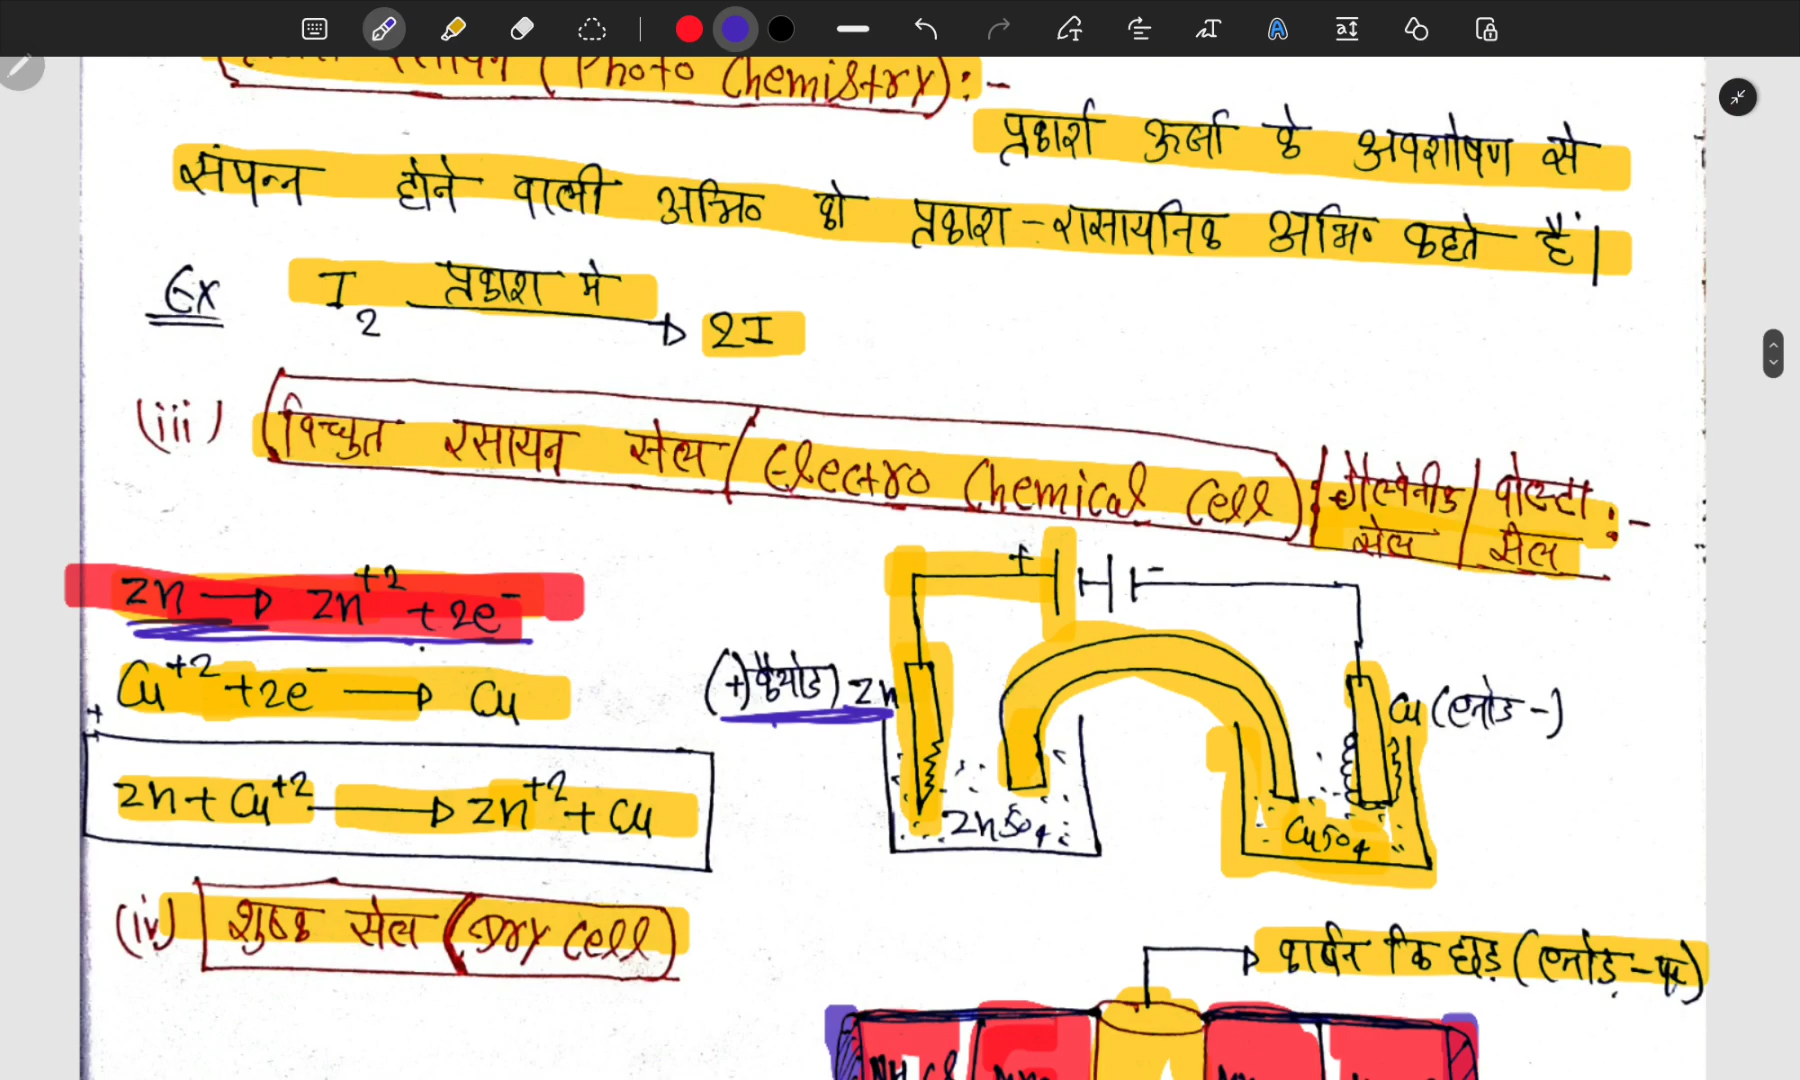 रसायन (Photo Chemistry) :-
प्रकाश ऊर्जा के अवशोषण से
संपन्न होने वाली अभि० को प्रकाश-रासायनिक अभि० कहते हैं|
Ex I2 प्रकाश मे → 2I
(iii) विद्युत रसायन सेल/Electro Chemical Cell)/गैल्वेनीक सेल/वोल्टा सेल :-
Zn → Zn+2 + 2e-
Cu+2 + 2e- → Cu
+
Zn + Cu+2 → Zn+2 + Cu
+ -
(+)कैथोड) Zn
Cu (एनोड -)
ZnSO4
CuSO4
(iv) शुष्क सेल (Dry Cell)
कार्बन कि छड़ (एनोड